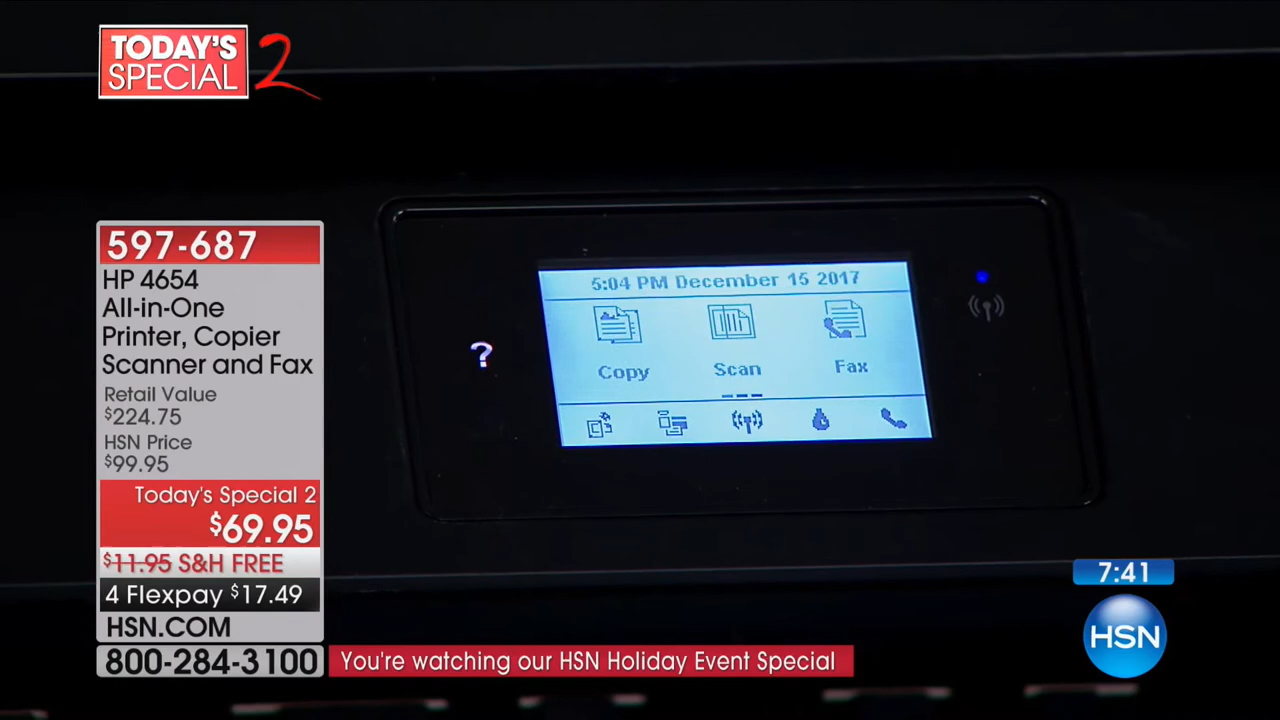 TODAY'S
SPECIAL 2
597-687
HP 4654
All-in-One
Printer, Copier
Scanner and Fax
Retail Value
$224.75
HSN Price
$99.95
Today's Special 2
$69.95
$11.95 S&H FREE
4 Flexpay $17.49
HSN.COM
800-284-3100
You're watching our HSN Holiday Event Special
5:04 PM December 15 2017
Copy Scan Fax
?
7:41
HSN